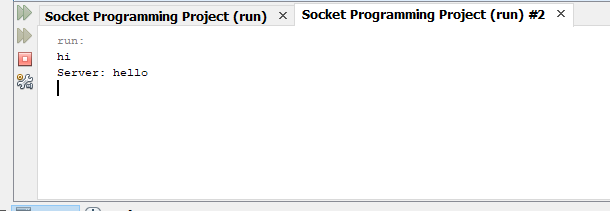 Socket Programming Project (run) × Socket Programming Project (run) #2 ×
run:
hi
Server: hello